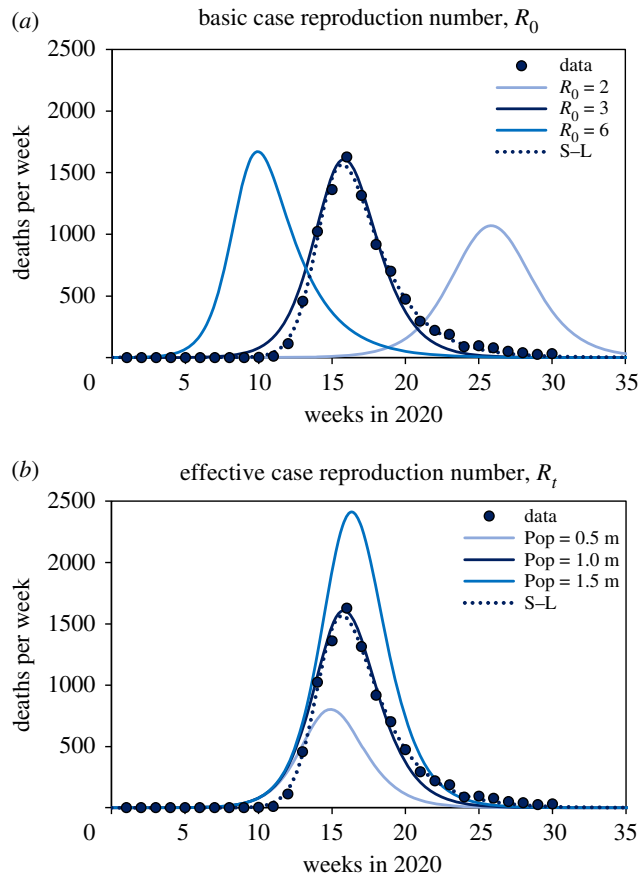 (a) basic case reproduction number, R0
2500
2000
1500
1000
500
0
5
10
15
20
25
30
35
deaths per week
weeks in 2020
data
R0 = 2
R0 = 3
R0 = 6
S–L
(b) effective case reproduction number, Rt
2500
2000
1500
1000
500
0
5
10
15
20
25
30
35
deaths per week
weeks in 2020
data
Pop = 0.5 m
Pop = 1.0 m
Pop = 1.5 m
S–L